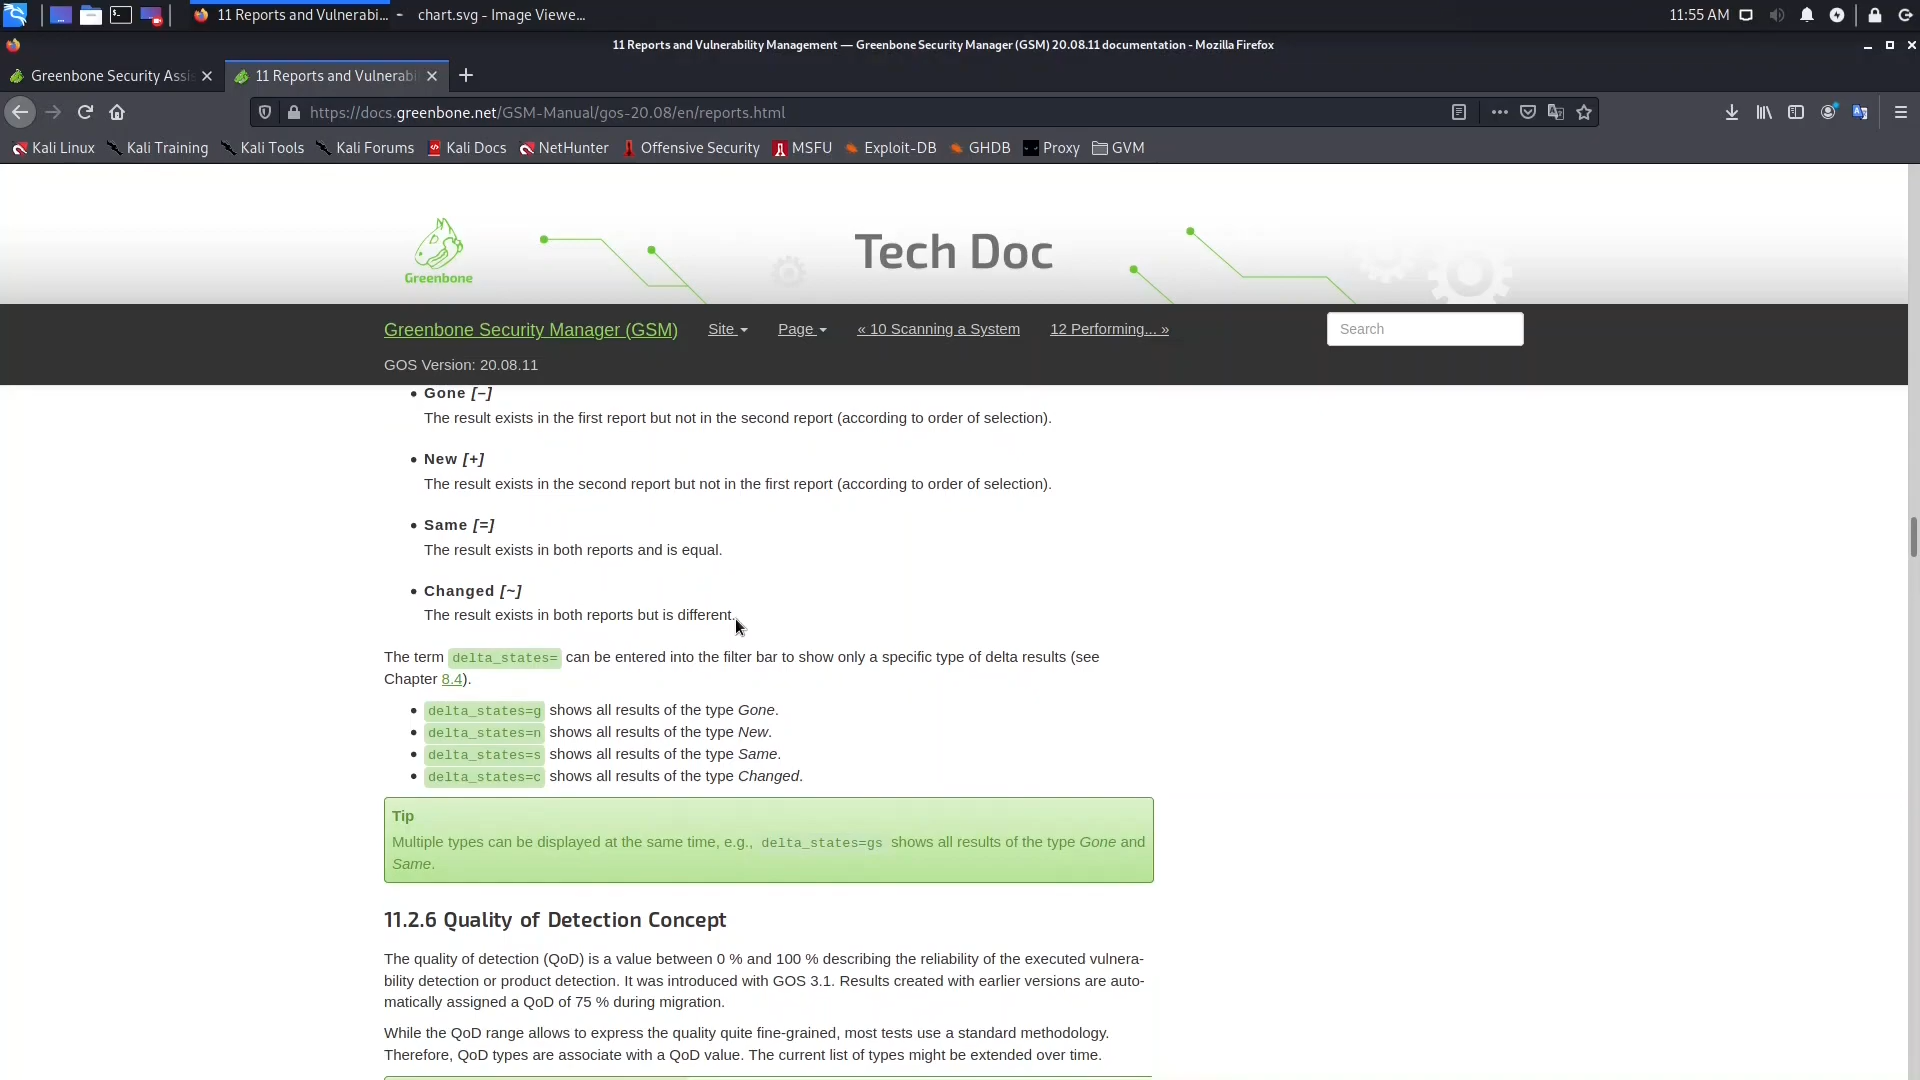 11 Reports and Vulnerabi...
chart.svg - Image Viewe...
11:55 AM
11 Reports and Vulnerability Management — Greenbone Security Manager (GSM) 20.08.11 documentation - Mozilla Firefox
Greenbone Security Assi
11 Reports and Vulnerabi
https://docs.greenbone.net/GSM-Manual/gos-20.08/en/reports.html
Kali Linux Kali Training Kali Tools Kali Forums Kali Docs NetHunter Offensive Security MSFU Exploit-DB GHDB Proxy GVM
Greenbone
Tech Doc
Greenbone Security Manager (GSM) Site Page « 10 Scanning a System 12 Performing... » Search
GOS Version: 20.08.11
• Gone [–]
The result exists in the first report but not in the second report (according to order of selection).
• New [+]
The result exists in the second report but not in the first report (according to order of selection).
• Same [=]
The result exists in both reports and is equal.
• Changed [~]
The result exists in both reports but is different.
The term delta_states= can be entered into the filter bar to show only a specific type of delta results (see
Chapter 8.4).
• delta_states=g shows all results of the type Gone.
• delta_states=n shows all results of the type New.
• delta_states=s shows all results of the type Same.
• delta_states=c shows all results of the type Changed.
Tip
Multiple types can be displayed at the same time, e.g., delta_states=gs shows all results of the type Gone and
Same.
11.2.6 Quality of Detection Concept
The quality of detection (QoD) is a value between 0 % and 100 % describing the reliability of the executed vulnera-
bility detection or product detection. It was introduced with GOS 3.1. Results created with earlier versions are auto-
matically assigned a QoD of 75 % during migration.
While the QoD range allows to express the quality quite fine-grained, most tests use a standard methodology.
Therefore, QoD types are associate with a QoD value. The current list of types might be extended over time.